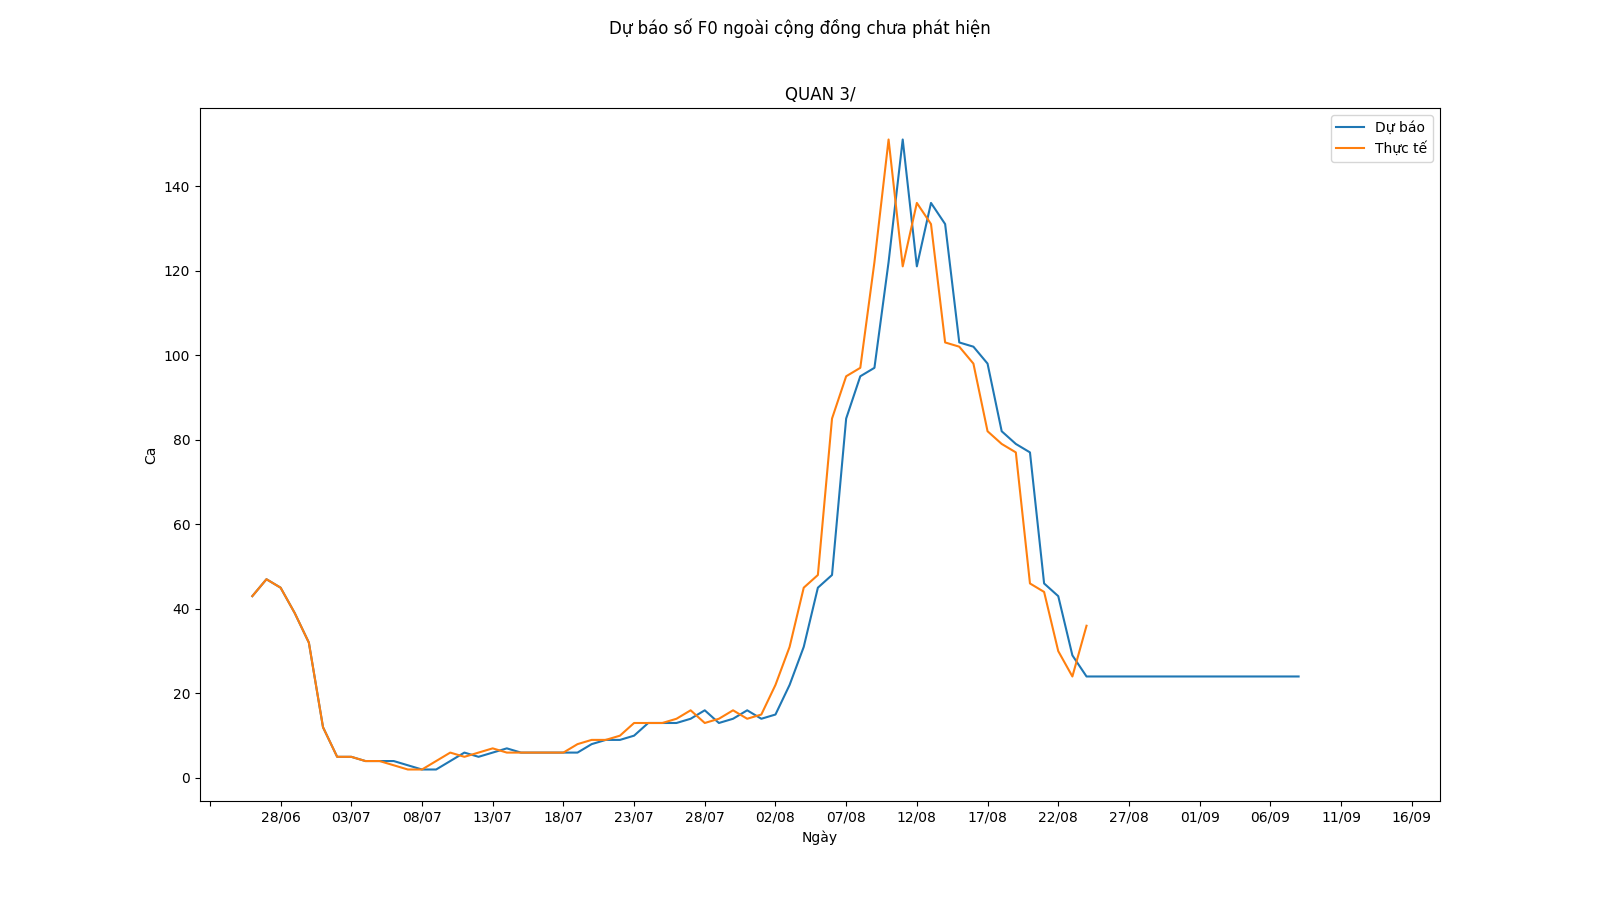 Dự báo số F0 ngoài cộng đồng chưa phát hiện
QUAN 3/
Dự báo
Thực tế
140
120
100
80
60
40
20
0
Ca
28/06 03/07 08/07 13/07 18/07 23/07 28/07 02/08 07/08 12/08 17/08 22/08 27/08 01/09 06/09 11/09 16/09
Ngày